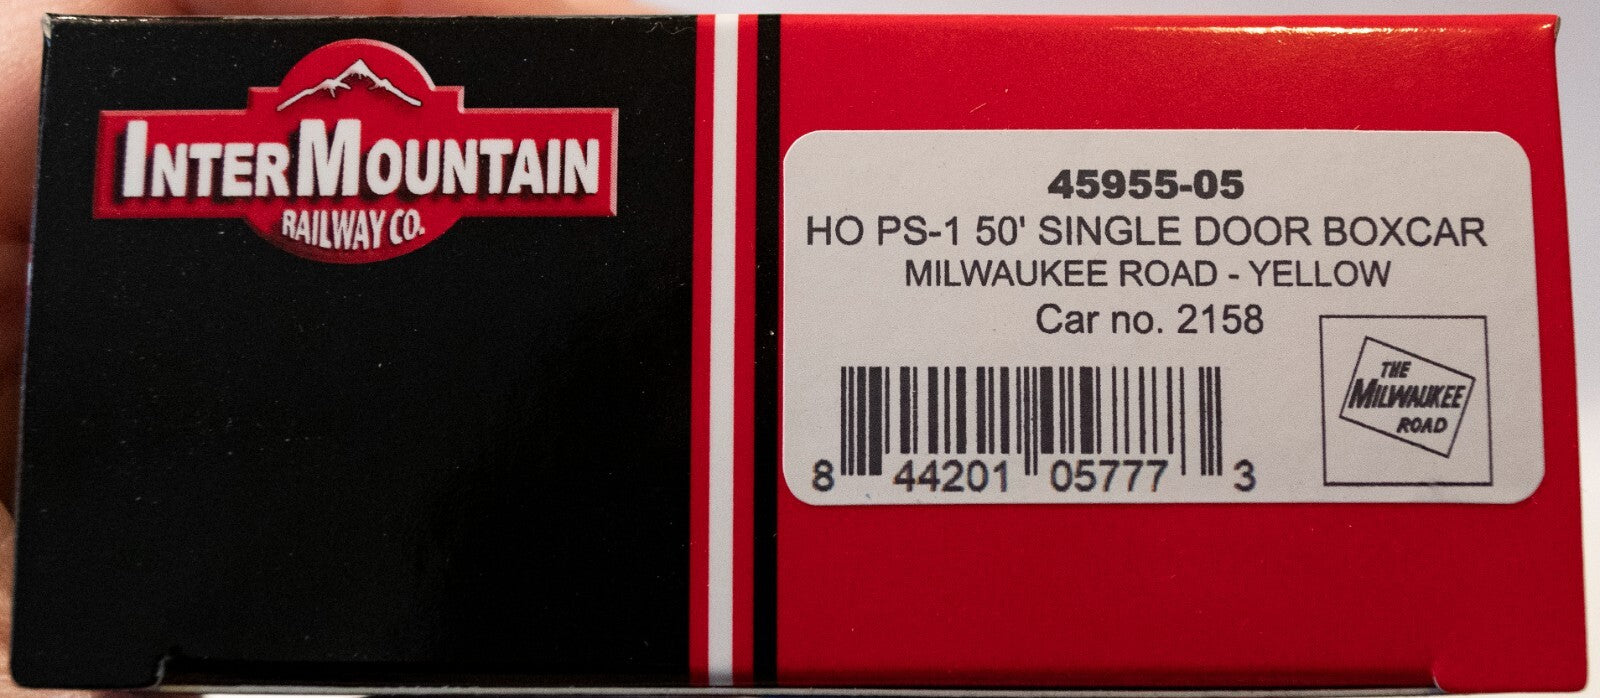 INTERMOUNTAIN
RAILWAY CO.
45955-05
HO PS-1 50' SINGLE DOOR BOXCAR
MILWAUKEE ROAD - YELLOW
Car no. 2158
8 44201 05777 3
THE
MILWAUKEE
ROAD